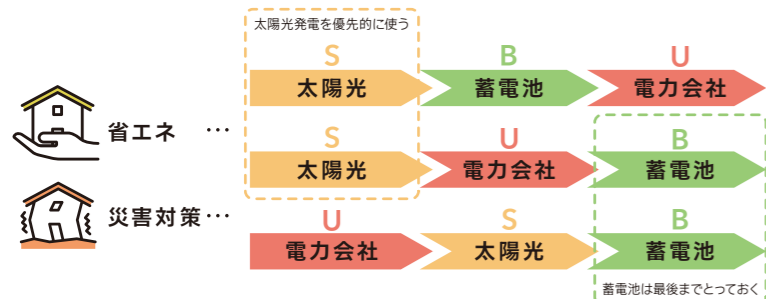 太陽光発電を優先的に使う
S B U
太陽光 蓄電池 電力会社
省エネ …
S U B
太陽光 電力会社 蓄電池
災害対策…
U S B
電力会社 太陽光 蓄電池
蓄電池は最後までとっておく